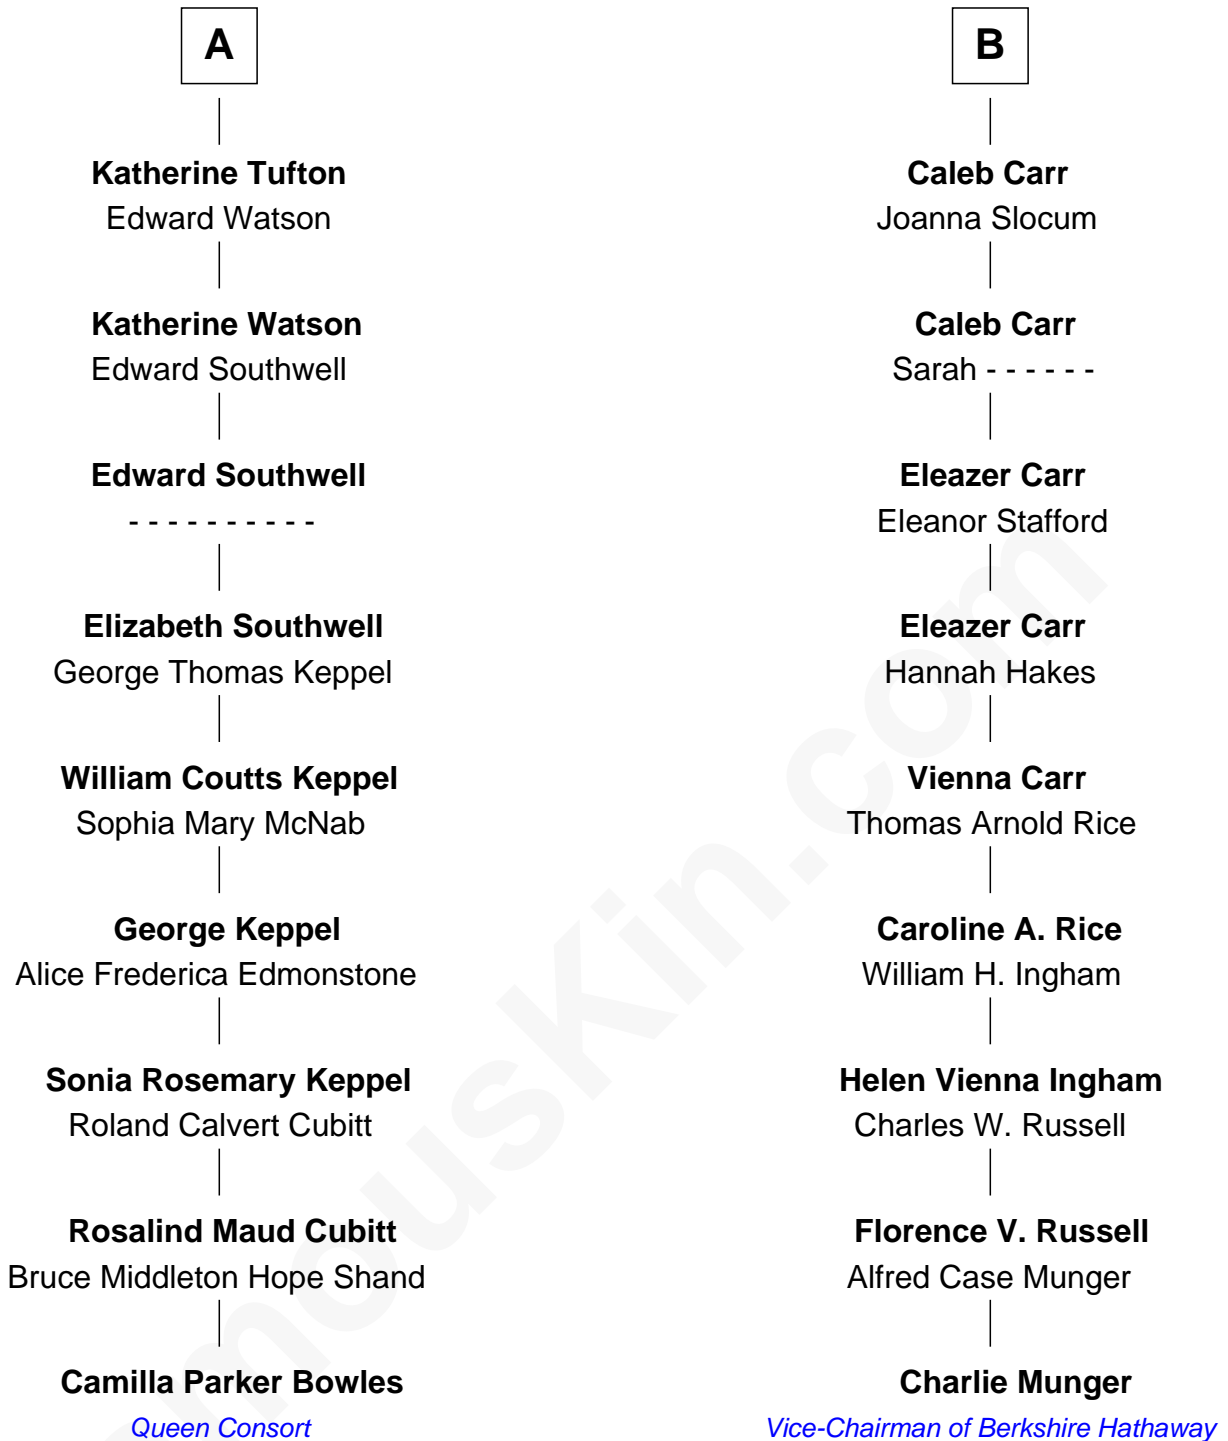 A
Katherine Tufton
Edward Watson
Katherine Watson
Edward Southwell
Edward Southwell
- - - - - - - - - -
Elizabeth Southwell
George Thomas Keppel
William Coutts Keppel
Sophia Mary McNab
George Keppel
Alice Frederica Edmonstone
Sonia Rosemary Keppel
Roland Calvert Cubitt
Rosalind Maud Cubitt
Bruce Middleton Hope Shand
Camilla Parker Bowles
Queen Consort
B
Caleb Carr
Joanna Slocum
Caleb Carr
Sarah - - - - - -
Eleazer Carr
Eleanor Stafford
Eleazer Carr
Hannah Hakes
Vienna Carr
Thomas Arnold Rice
Caroline A. Rice
William H. Ingham
Helen Vienna Ingham
Charles W. Russell
Florence V. Russell
Alfred Case Munger
Charlie Munger
Vice-Chairman of Berkshire Hathaway
mousKin.com